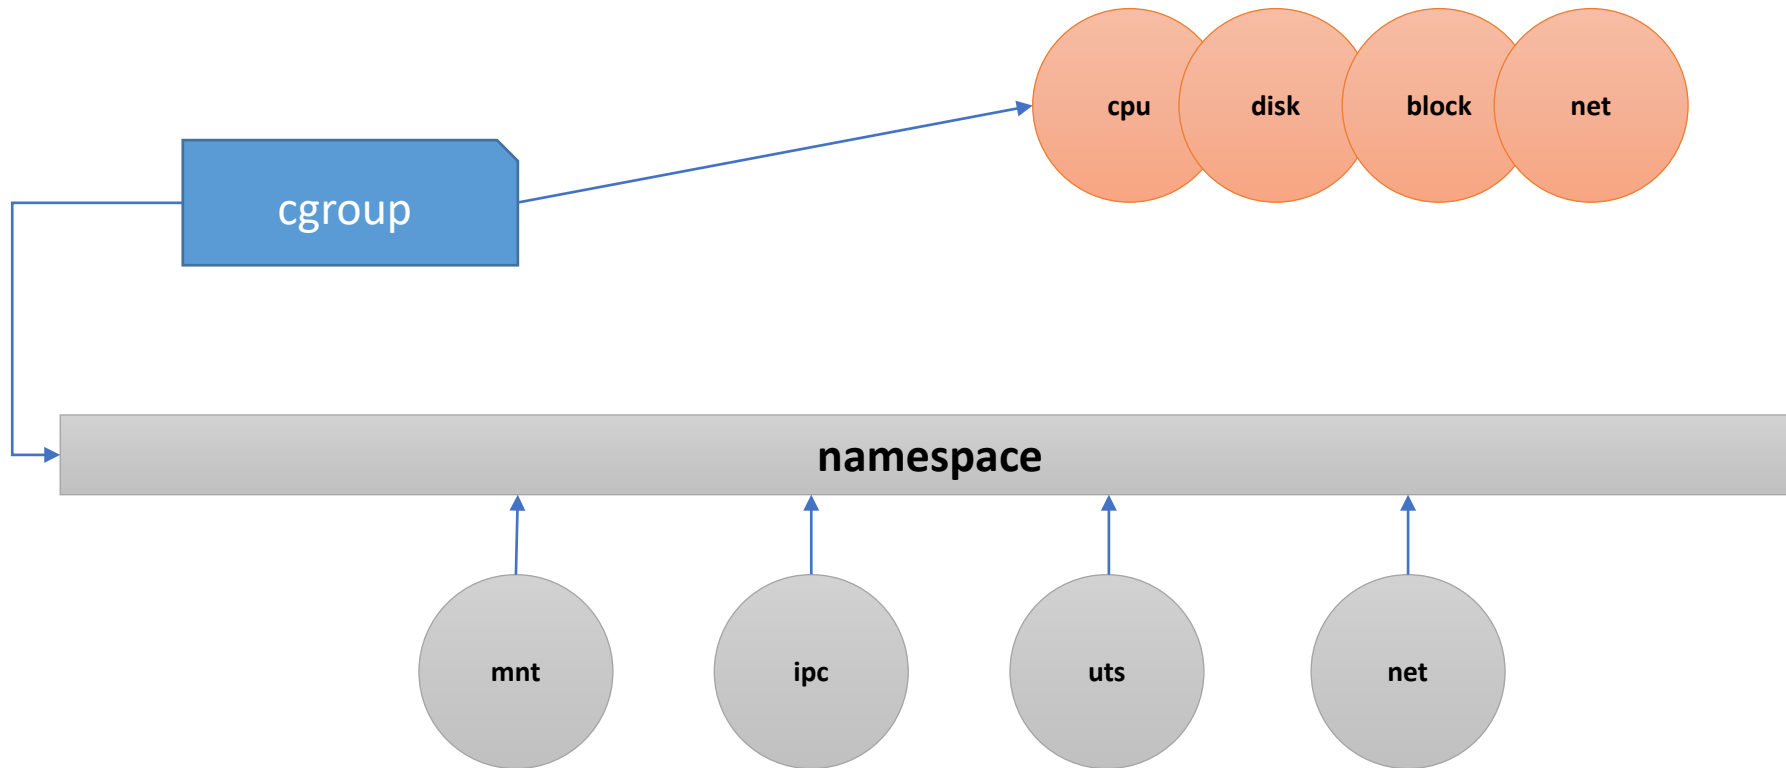 cpu disk block net
cgroup
namespace
mnt ipc uts net